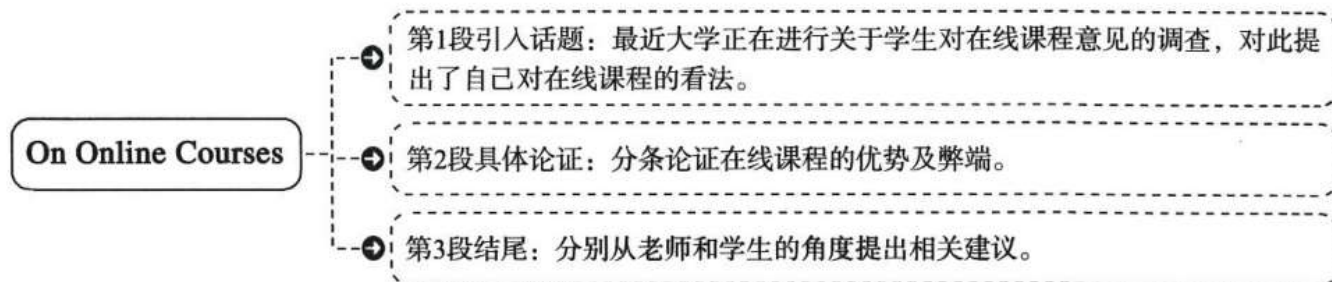 On Online Courses
第1段引入话题：最近大学正在进行关于学生对在线课程意见的调查，对此提
出了自己对在线课程的看法。
第2段具体论证：分条论证在线课程的优势及弊端。
第3段结尾：分别从老师和学生的角度提出相关建议。